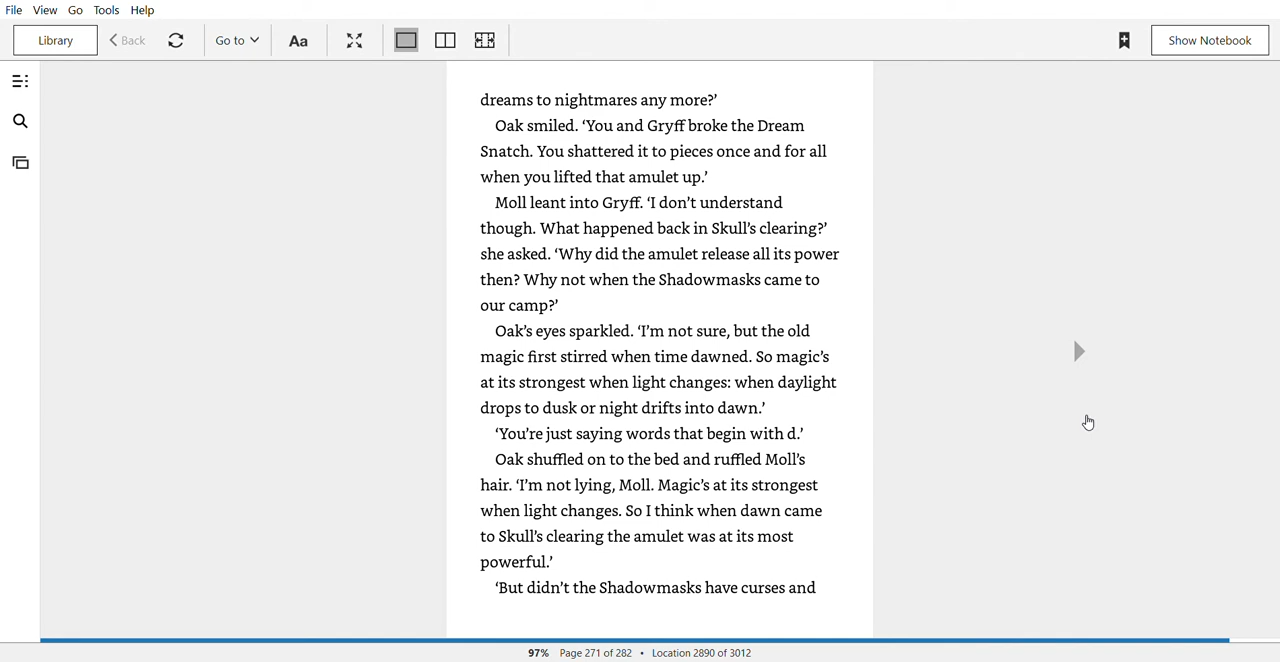 File View Go Tools Help
Library Back Go to Aa Show Notebook
dreams to nightmares any more?’
Oak smiled. ‘You and Gryff broke the Dream
Snatch. You shattered it to pieces once and for all
when you lifted that amulet up.’
Moll leant into Gryff. ‘I don’t understand
though. What happened back in Skull’s clearing?’
she asked. ‘Why did the amulet release all its power
then? Why not when the Shadowmasks came to
our camp?’
Oak’s eyes sparkled. ‘I’m not sure, but the old
magic first stirred when time dawned. So magic’s
at its strongest when light changes: when daylight
drops to dusk or night drifts into dawn.’
‘You’re just saying words that begin with d.’
Oak shuffled on to the bed and ruffled Moll’s
hair. ‘I’m not lying, Moll. Magic’s at its strongest
when light changes. So I think when dawn came
to Skull’s clearing the amulet was at its most
powerful.’
‘But didn’t the Shadowmasks have curses and
97% Page 271 of 282 • Location 2890 of 3012